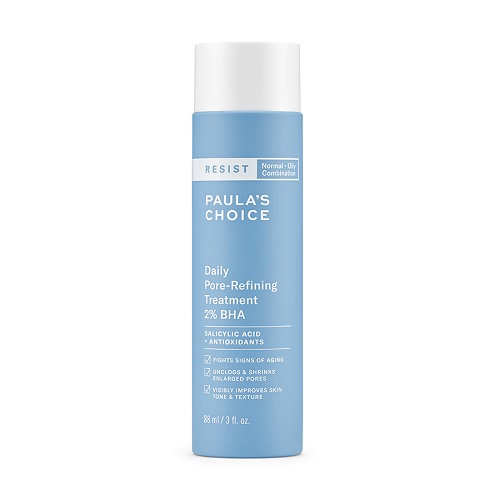 RESIST
Normal • Oily
Combination
PAULA'S
CHOICE
Daily
Pore-Refining
Treatment
2% BHA
SALICYLIC ACID
+ ANTIOXIDANTS
FIGHTS SIGNS OF AGING
UNCLOGS & SHRINKS
ENLARGED PORES
VISIBLY IMPROVES SKIN
TONE & TEXTURE
88 ml / 3 fl. oz.